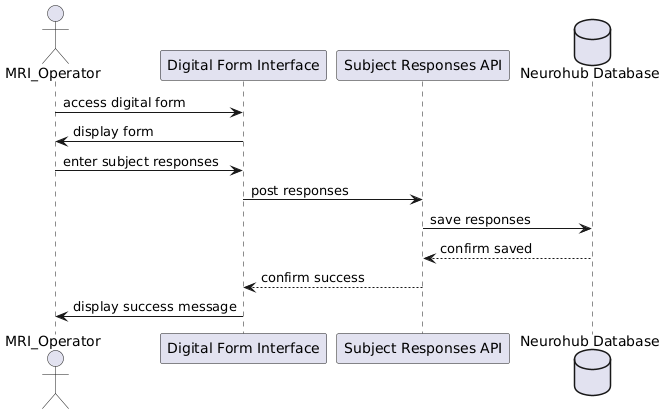 MRI_Operator
Digital Form Interface
Subject Responses API
Neurohub Database
access digital form
display form
enter subject responses
post responses
save responses
confirm saved
confirm success
display success message
MRI_Operator
Digital Form Interface
Subject Responses API
Neurohub Database